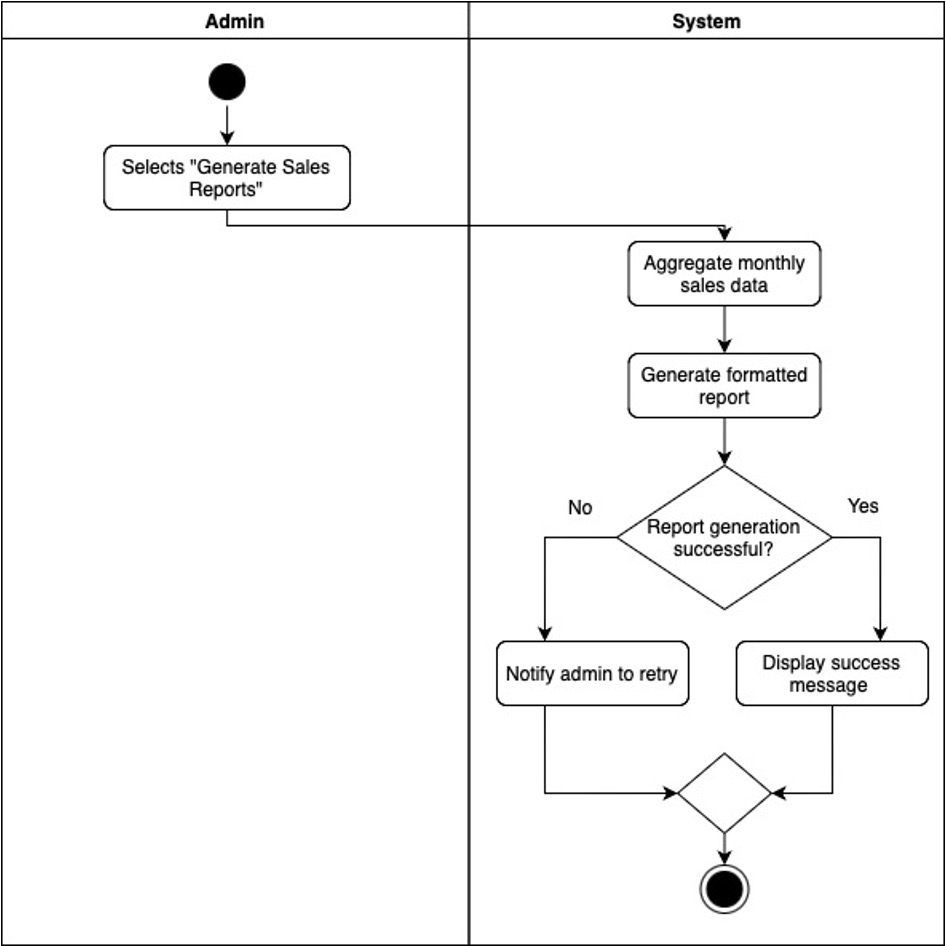 Admin
System
Selects "Generate Sales
Reports"
Aggregate monthly
sales data
Generate formatted
report
No
Yes
Report generation
successful?
Notify admin to retry
Display success
message